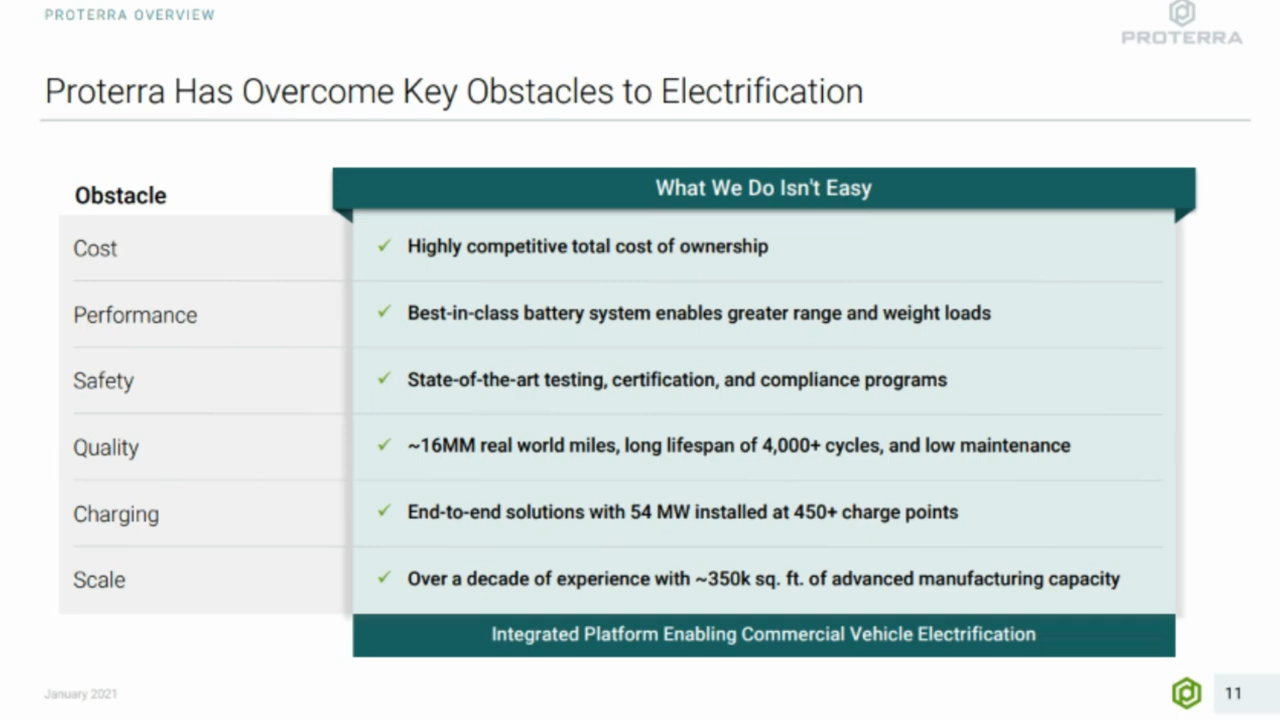 PROTERRA OVERVIEW
PROTERRA
Proterra Has Overcome Key Obstacles to Electrification
Obstacle
What We Do Isn't Easy
Cost
✓ Highly competitive total cost of ownership
Performance
✓ Best-in-class battery system enables greater range and weight loads
Safety
✓ State-of-the-art testing, certification, and compliance programs
Quality
✓ ~16MM real world miles, long lifespan of 4,000+ cycles, and low maintenance
Charging
✓ End-to-end solutions with 54 MW installed at 450+ charge points
Scale
✓ Over a decade of experience with ~350k sq. ft. of advanced manufacturing capacity
Integrated Platform Enabling Commercial Vehicle Electrification
January 2021
11